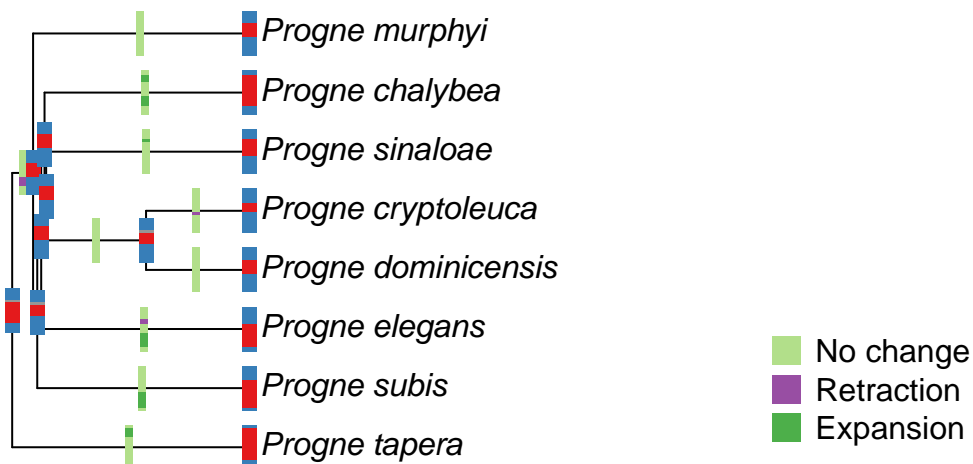 Progne murphyi
Progne chalybea
Progne sinaloae
Progne cryptoleuca
Progne dominicensis
Progne elegans
Progne subis
Progne tapera
No change
Retraction
Expansion